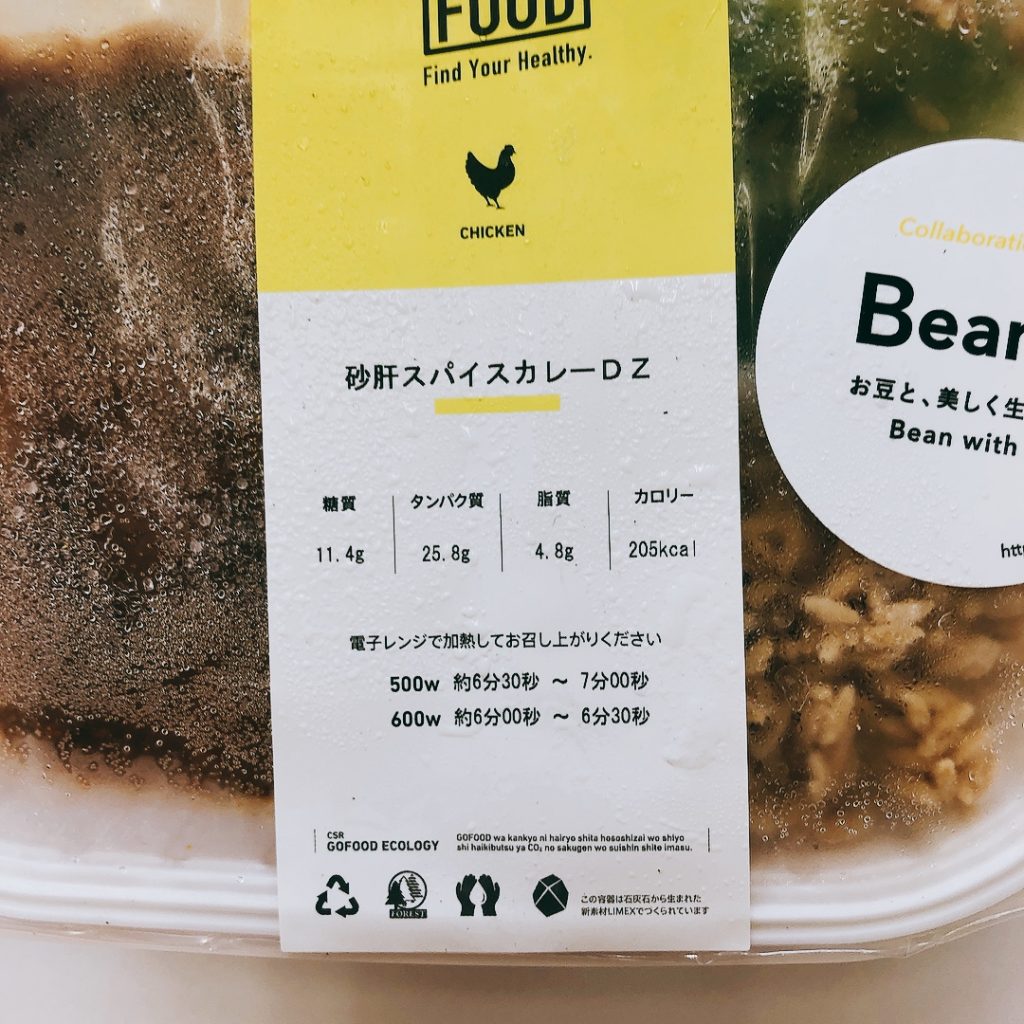 FOOD
Find Your Healthy.
CHICKEN
砂肝スパイスカレーＤＺ
糖質 タンパク質 脂質 カロリー
11.4g 25.8g 4.8g 205kcal
電子レンジで加熱してお召し上がりください
500w 約6分30秒 〜 7分00秒
600w 約6分00秒 〜 6分30秒
CSR
GOFOOD ECOLOGY
GOFOOD wa kankyo ni hairyo shita hososhizai wo shiyo
shi haikibutsu ya CO₂ no sakugen wo suishin shite imasu.
FOREST
この容器は石灰石から生まれた
新素材LIMEXでつくられています
Collaborati
Bean
お豆と、美しく生
Bean with
htt